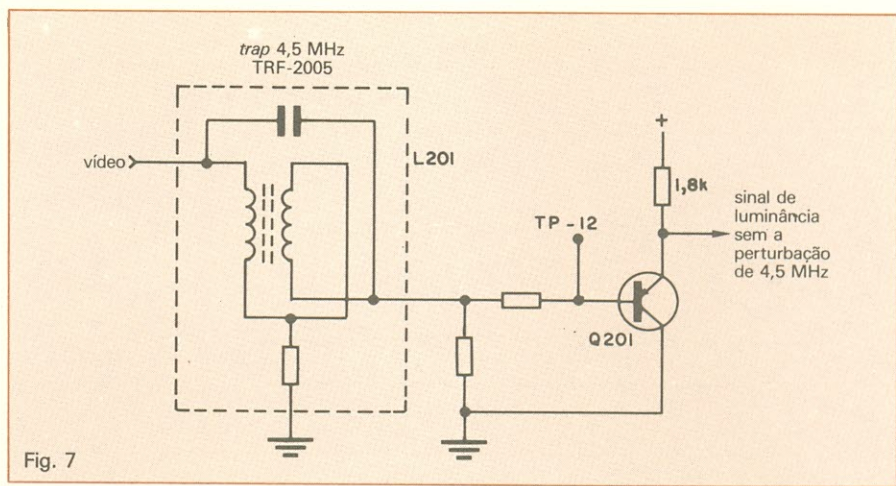 trap 4,5 MHz
TRF-2005
vídeo
L201
+
1,8k
TP-12
sinal de
luminância
sem a
perturbação
de 4,5 MHz
Q201
Fig. 7